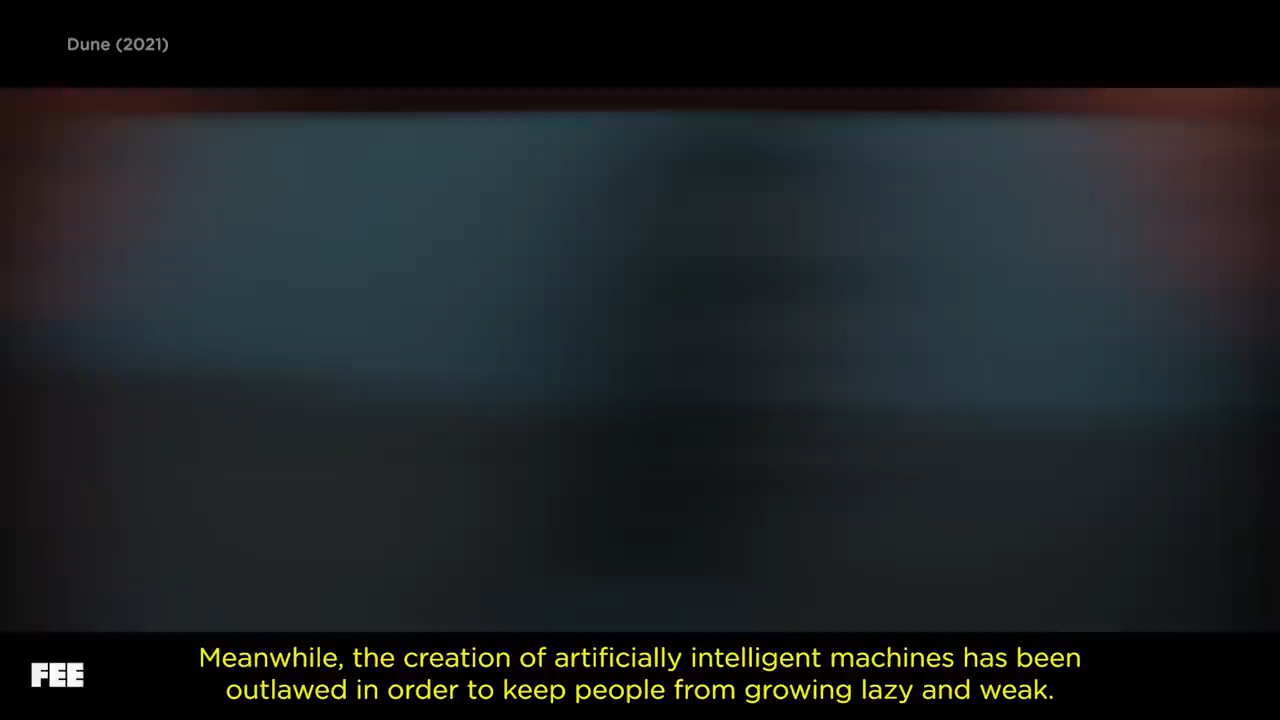 Dune (2021)
FEE
Meanwhile, the creation of artificially intelligent machines has been
outlawed in order to keep people from growing lazy and weak.